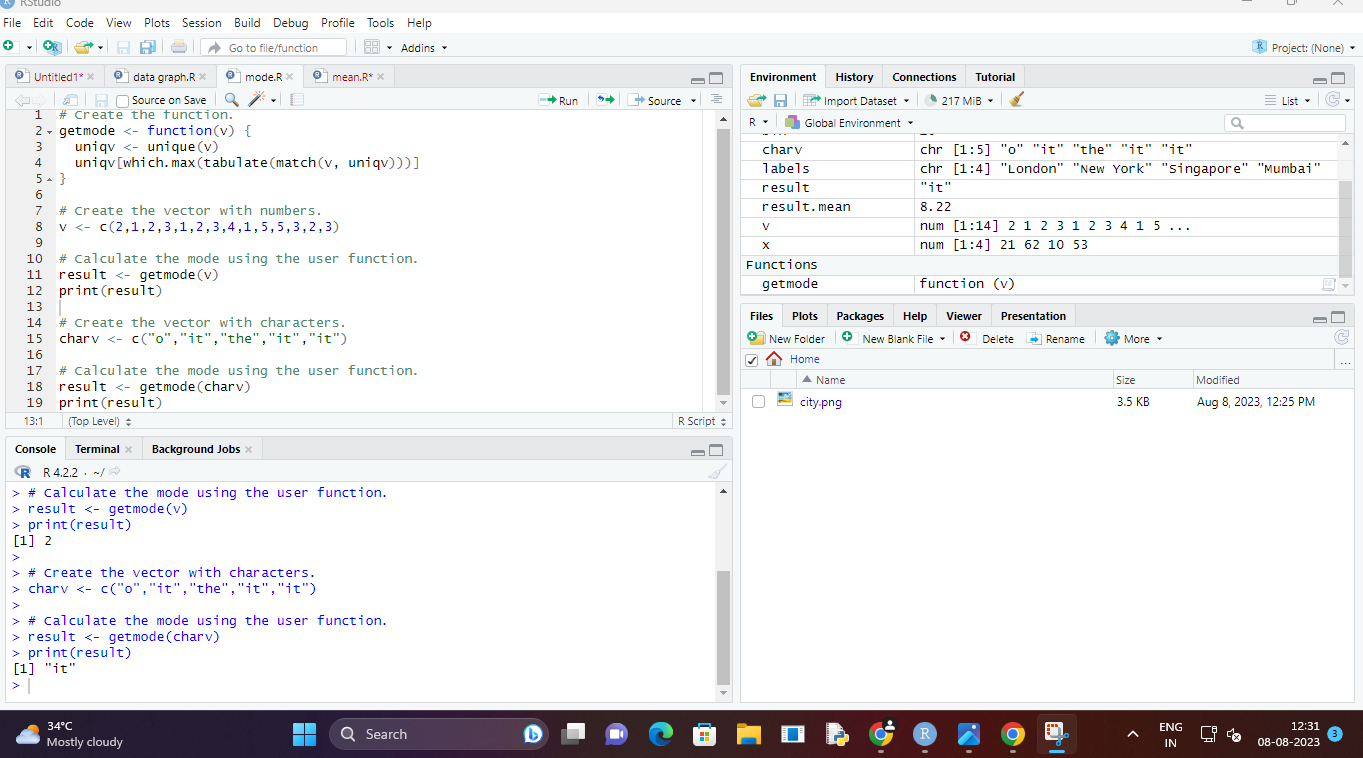 RStudio
File Edit Code View Plots Session Build Debug Profile Tools Help
Go to file/function Addins Project: (None)
Untitled1* data graph.R mode.R mean.R*
Source on Save Run Source
1 # Create the function.
2 getmode <- function(v) {
3 uniqv <- unique(v)
4 uniqv[which.max(tabulate(match(v, uniqv)))]
5 }
6
7 # Create the vector with numbers.
8 v <- c(2,1,2,3,1,2,3,4,1,5,5,3,2,3)
9
10 # Calculate the mode using the user function.
11 result <- getmode(v)
12 print(result)
13
14 # Create the vector with characters.
15 charv <- c("o","it","the","it","it")
16
17 # Calculate the mode using the user function.
18 result <- getmode(charv)
19 print(result)
13:1 (Top Level) R Script
Console Terminal Background Jobs
R 4.2.2 · ~/
> # Calculate the mode using the user function.
> result <- getmode(v)
> print(result)
[1] 2
>
> # Create the vector with characters.
> charv <- c("o","it","the","it","it")
>
> # Calculate the mode using the user function.
> result <- getmode(charv)
> print(result)
[1] "it"
>
Environment History Connections Tutorial
Import Dataset 217 MiB List
R Global Environment
charv chr [1:5] "o" "it" "the" "it" "it"
labels chr [1:4] "London" "New York" "Singapore" "Mumbai"
result "it"
result.mean 8.22
v num [1:14] 2 1 2 3 1 2 3 4 1 5 ...
x num [1:4] 21 62 10 53
Functions
getmode function (v)
Files Plots Packages Help Viewer Presentation
New Folder New Blank File Delete Rename More
Home ...
Name Size Modified
city.png 3.5 KB Aug 8, 2023, 12:25 PM
34°C
Mostly cloudy
Search
ENG
IN
12:31
08-08-2023
3